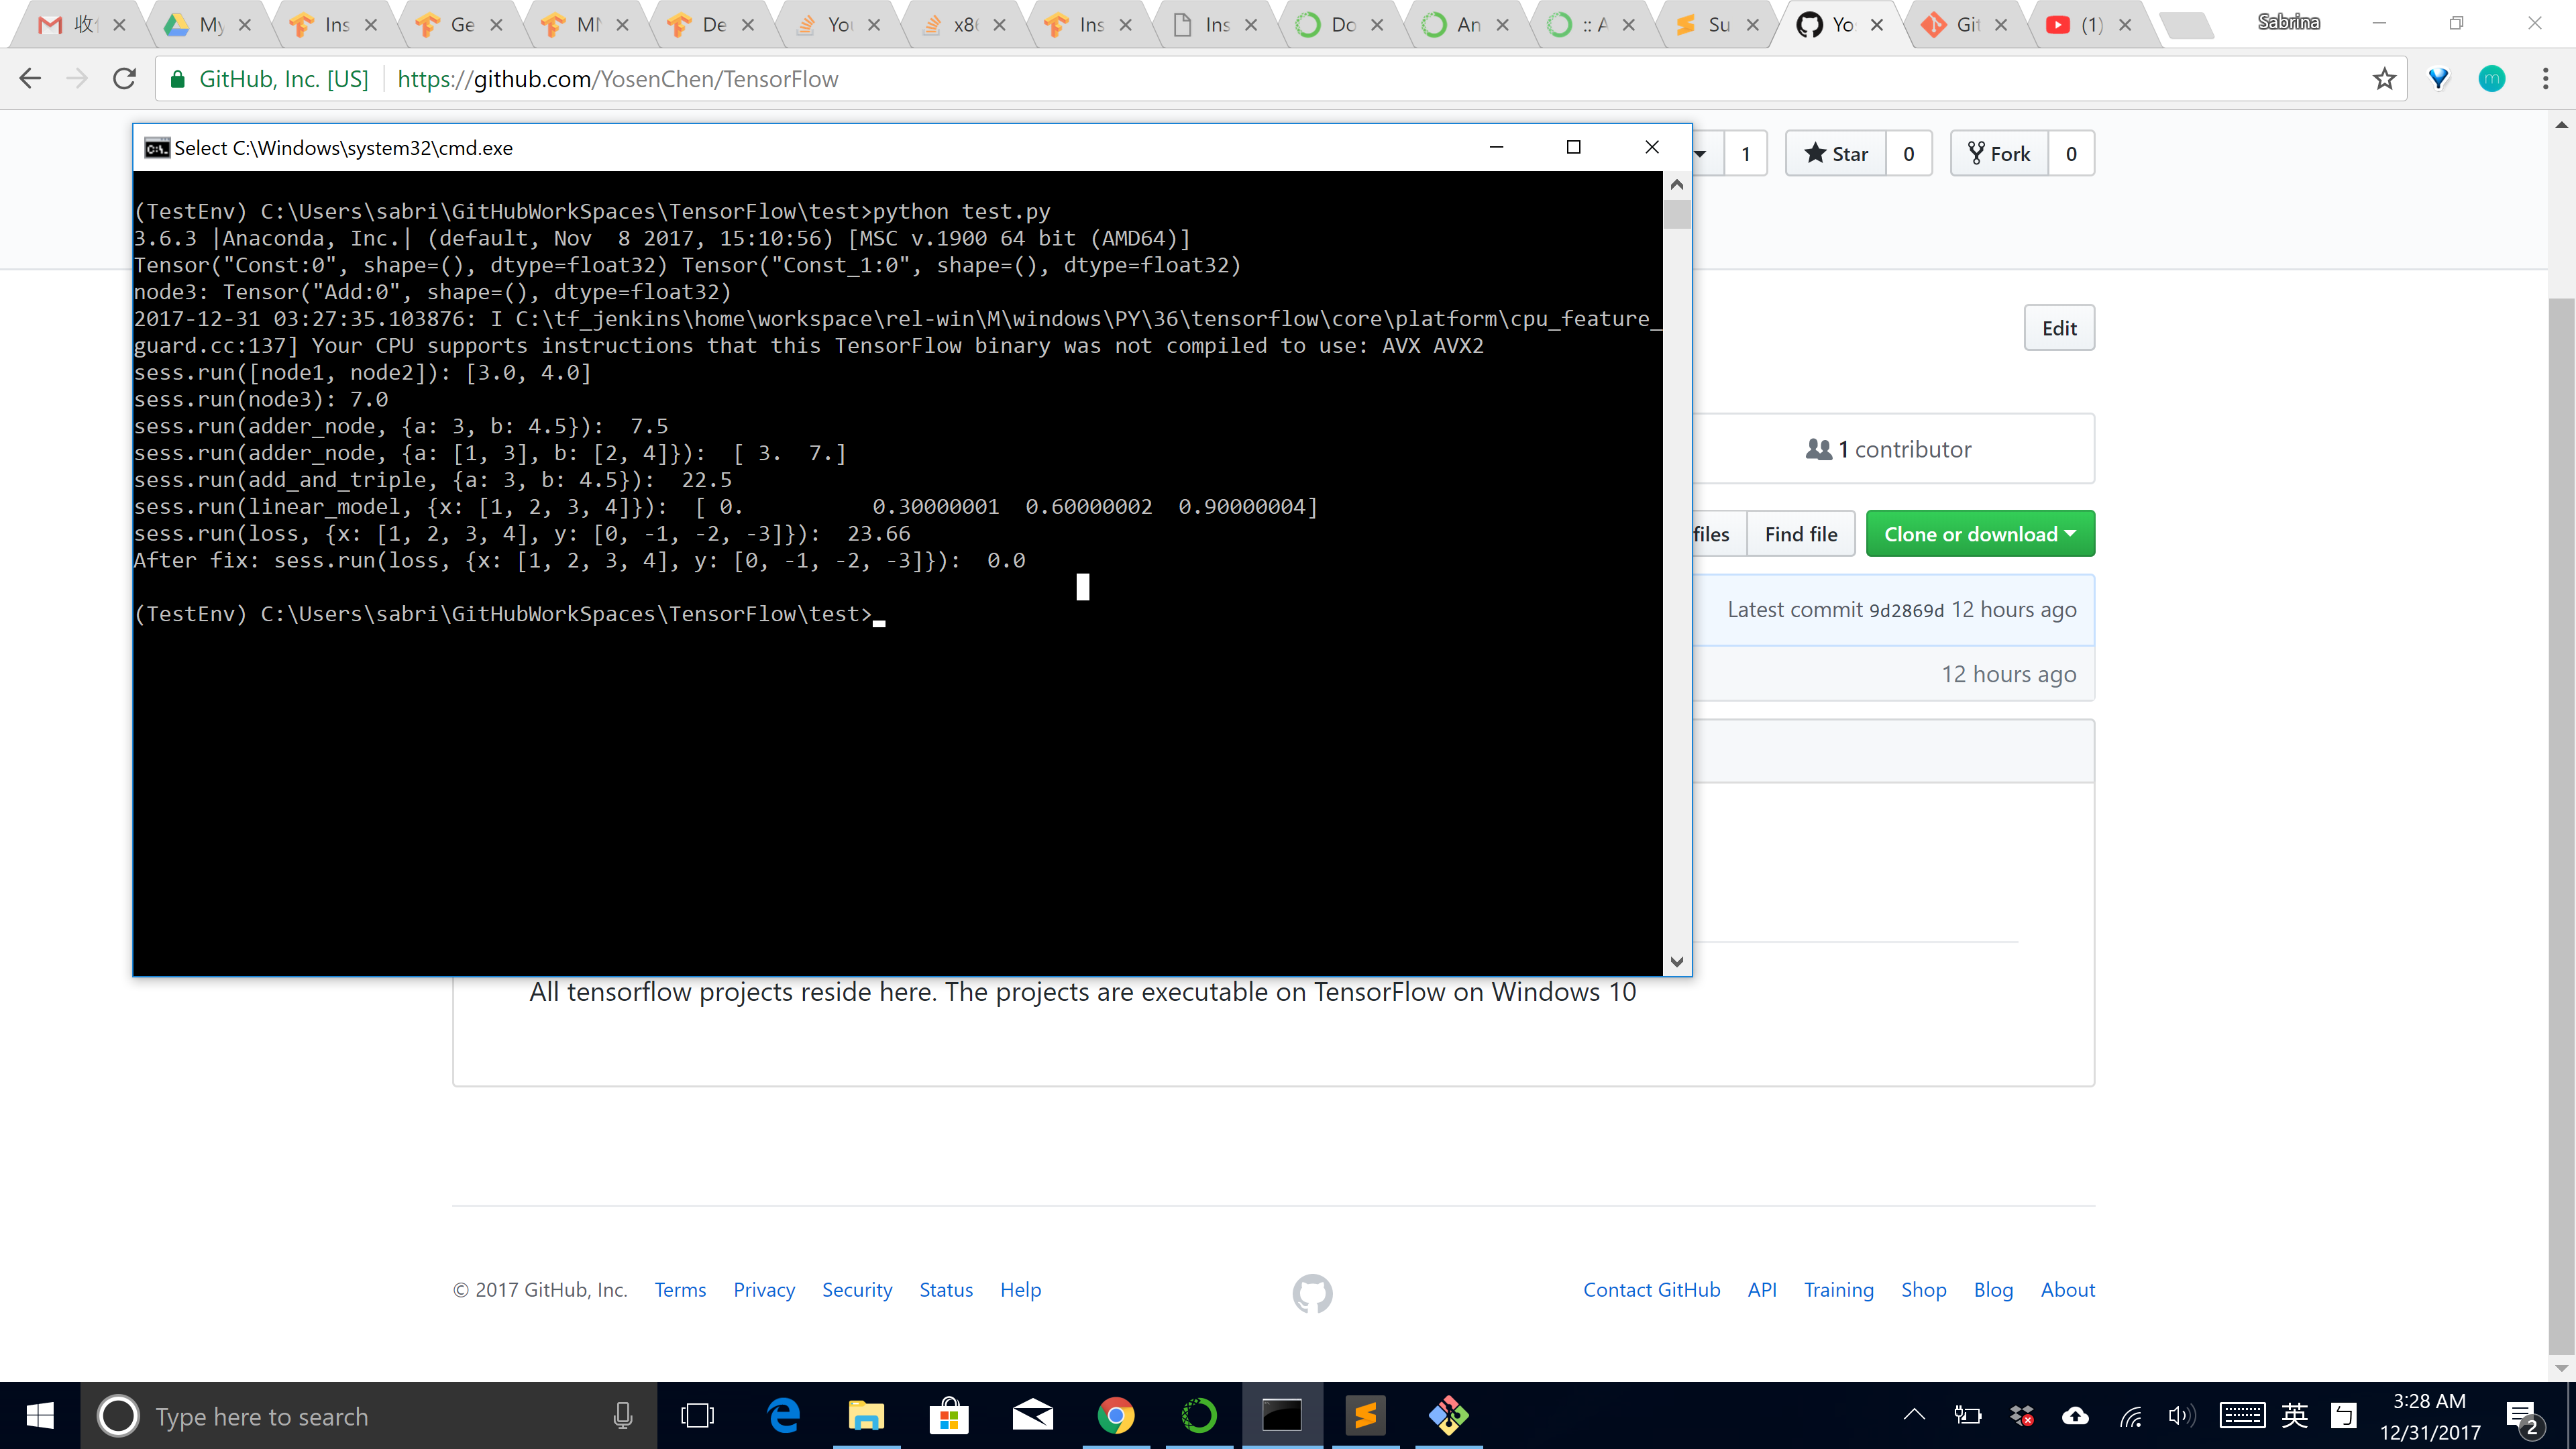 收
My
Ins
Ge
MN
De
You
x86
Ins
Ins
Do
An
:: A
Su
Yo
Git
(1)
Sabrina
GitHub, Inc. [US]
https://github.com/YosenChen/TensorFlow
Select C:\Windows\system32\cmd.exe
1
Star
0
Fork
0
(TestEnv) C:\Users\sabri\GitHubWorkSpaces\TensorFlow\test>python test.py
3.6.3 |Anaconda, Inc.| (default, Nov  8 2017, 15:10:56) [MSC v.1900 64 bit (AMD64)]
Tensor("Const:0", shape=(), dtype=float32) Tensor("Const_1:0", shape=(), dtype=float32)
node3: Tensor("Add:0", shape=(), dtype=float32)
2017-12-31 03:27:35.103876: I C:\tf_jenkins\home\workspace\rel-win\M\windows\PY\36\tensorflow\core\platform\cpu_feature_
guard.cc:137] Your CPU supports instructions that this TensorFlow binary was not compiled to use: AVX AVX2
sess.run([node1, node2]): [3.0, 4.0]
sess.run(node3): 7.0
sess.run(adder_node, {a: 3, b: 4.5}):  7.5
sess.run(adder_node, {a: [1, 3], b: [2, 4]}):  [ 3.  7.]
sess.run(add_and_triple, {a: 3, b: 4.5}):  22.5
sess.run(linear_model, {x: [1, 2, 3, 4]}):  [ 0.          0.30000001  0.60000002  0.90000004]
sess.run(loss, {x: [1, 2, 3, 4], y: [0, -1, -2, -3]}):  23.66
After fix: sess.run(loss, {x: [1, 2, 3, 4], y: [0, -1, -2, -3]}):  0.0
(TestEnv) C:\Users\sabri\GitHubWorkSpaces\TensorFlow\test>
Edit
1 contributor
files
Find file
Clone or download
Latest commit 9d2869d 12 hours ago
12 hours ago
All tensorflow projects reside here. The projects are executable on TensorFlow on Windows 10
© 2017 GitHub, Inc.
Terms
Privacy
Security
Status
Help
Contact GitHub
API
Training
Shop
Blog
About
Type here to search
英
ㄅ
3:28 AM
12/31/2017
2